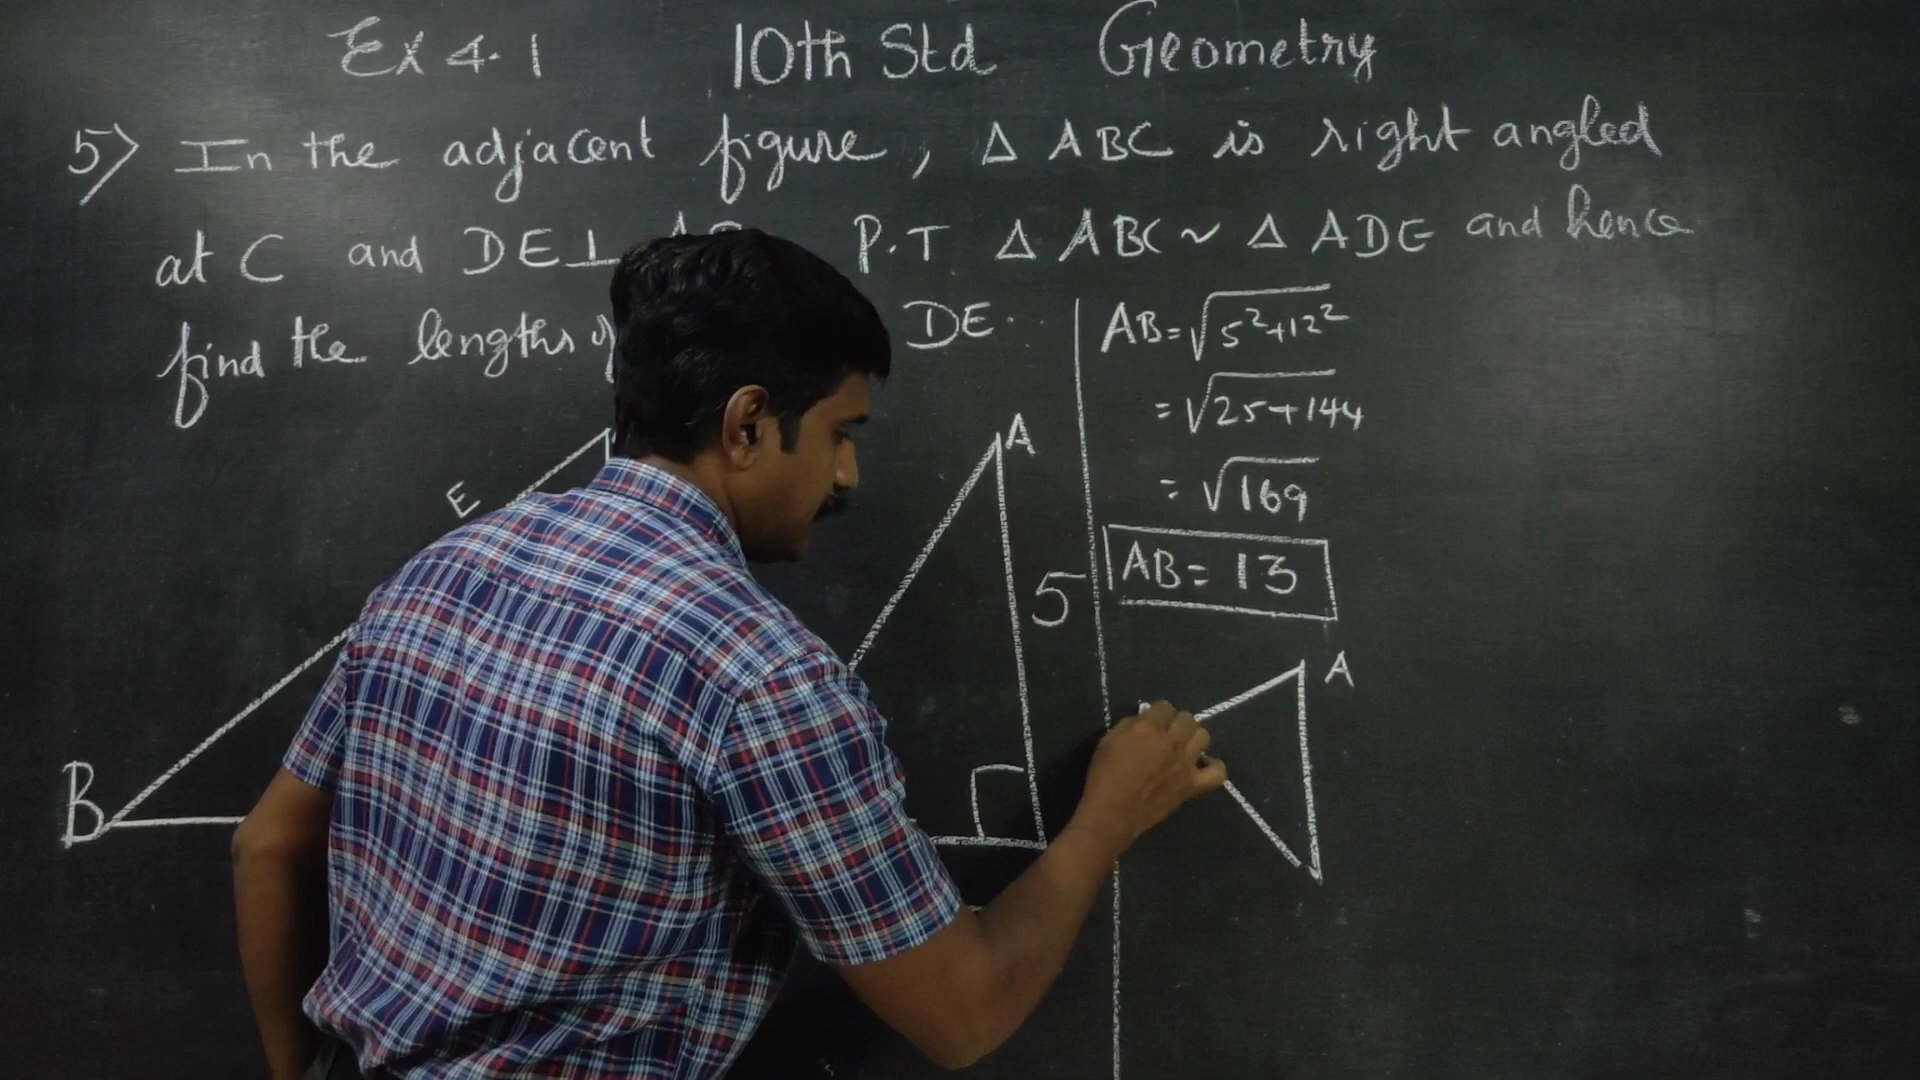 Ex 4.1 10th Std Geometry
5) In the adjacent figure, Δ ABC is right angled
at C and DE⊥ P.T Δ ABC ~ Δ ADE and hence
find the lengths DE.
AB=√5²+12²
=√25+144
=√169
AB= 13
E
A
5
A
B